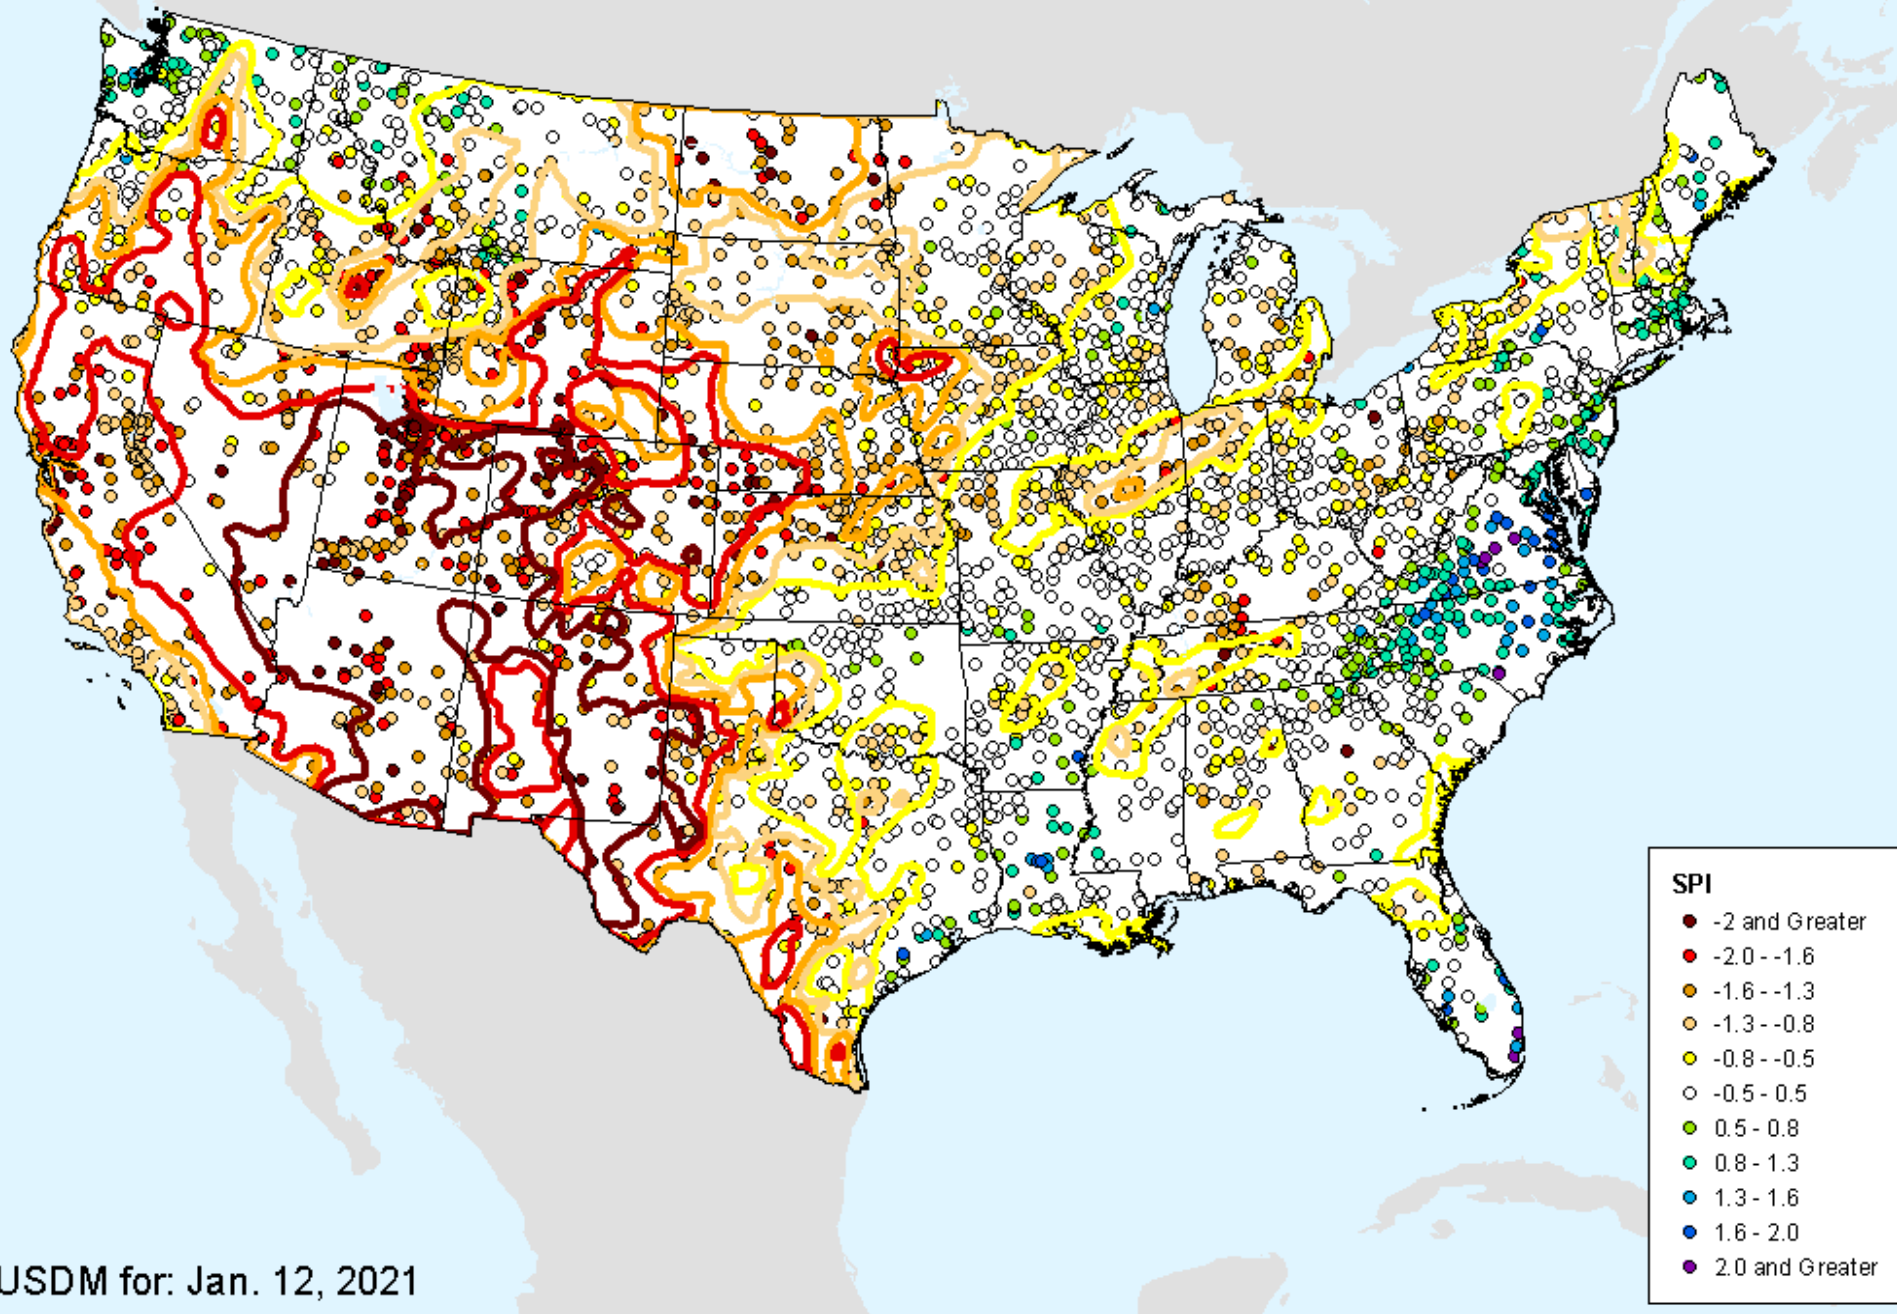 SPI
-2 and Greater
-2.0 - -1.6
-1.6 - -1.3
-1.3 - -0.8
-0.8 - -0.5
-0.5 - 0.5
0.5 - 0.8
0.8 - 1.3
1.3 - 1.6
1.6 - 2.0
2.0 and Greater
USDM for: Jan. 12, 2021